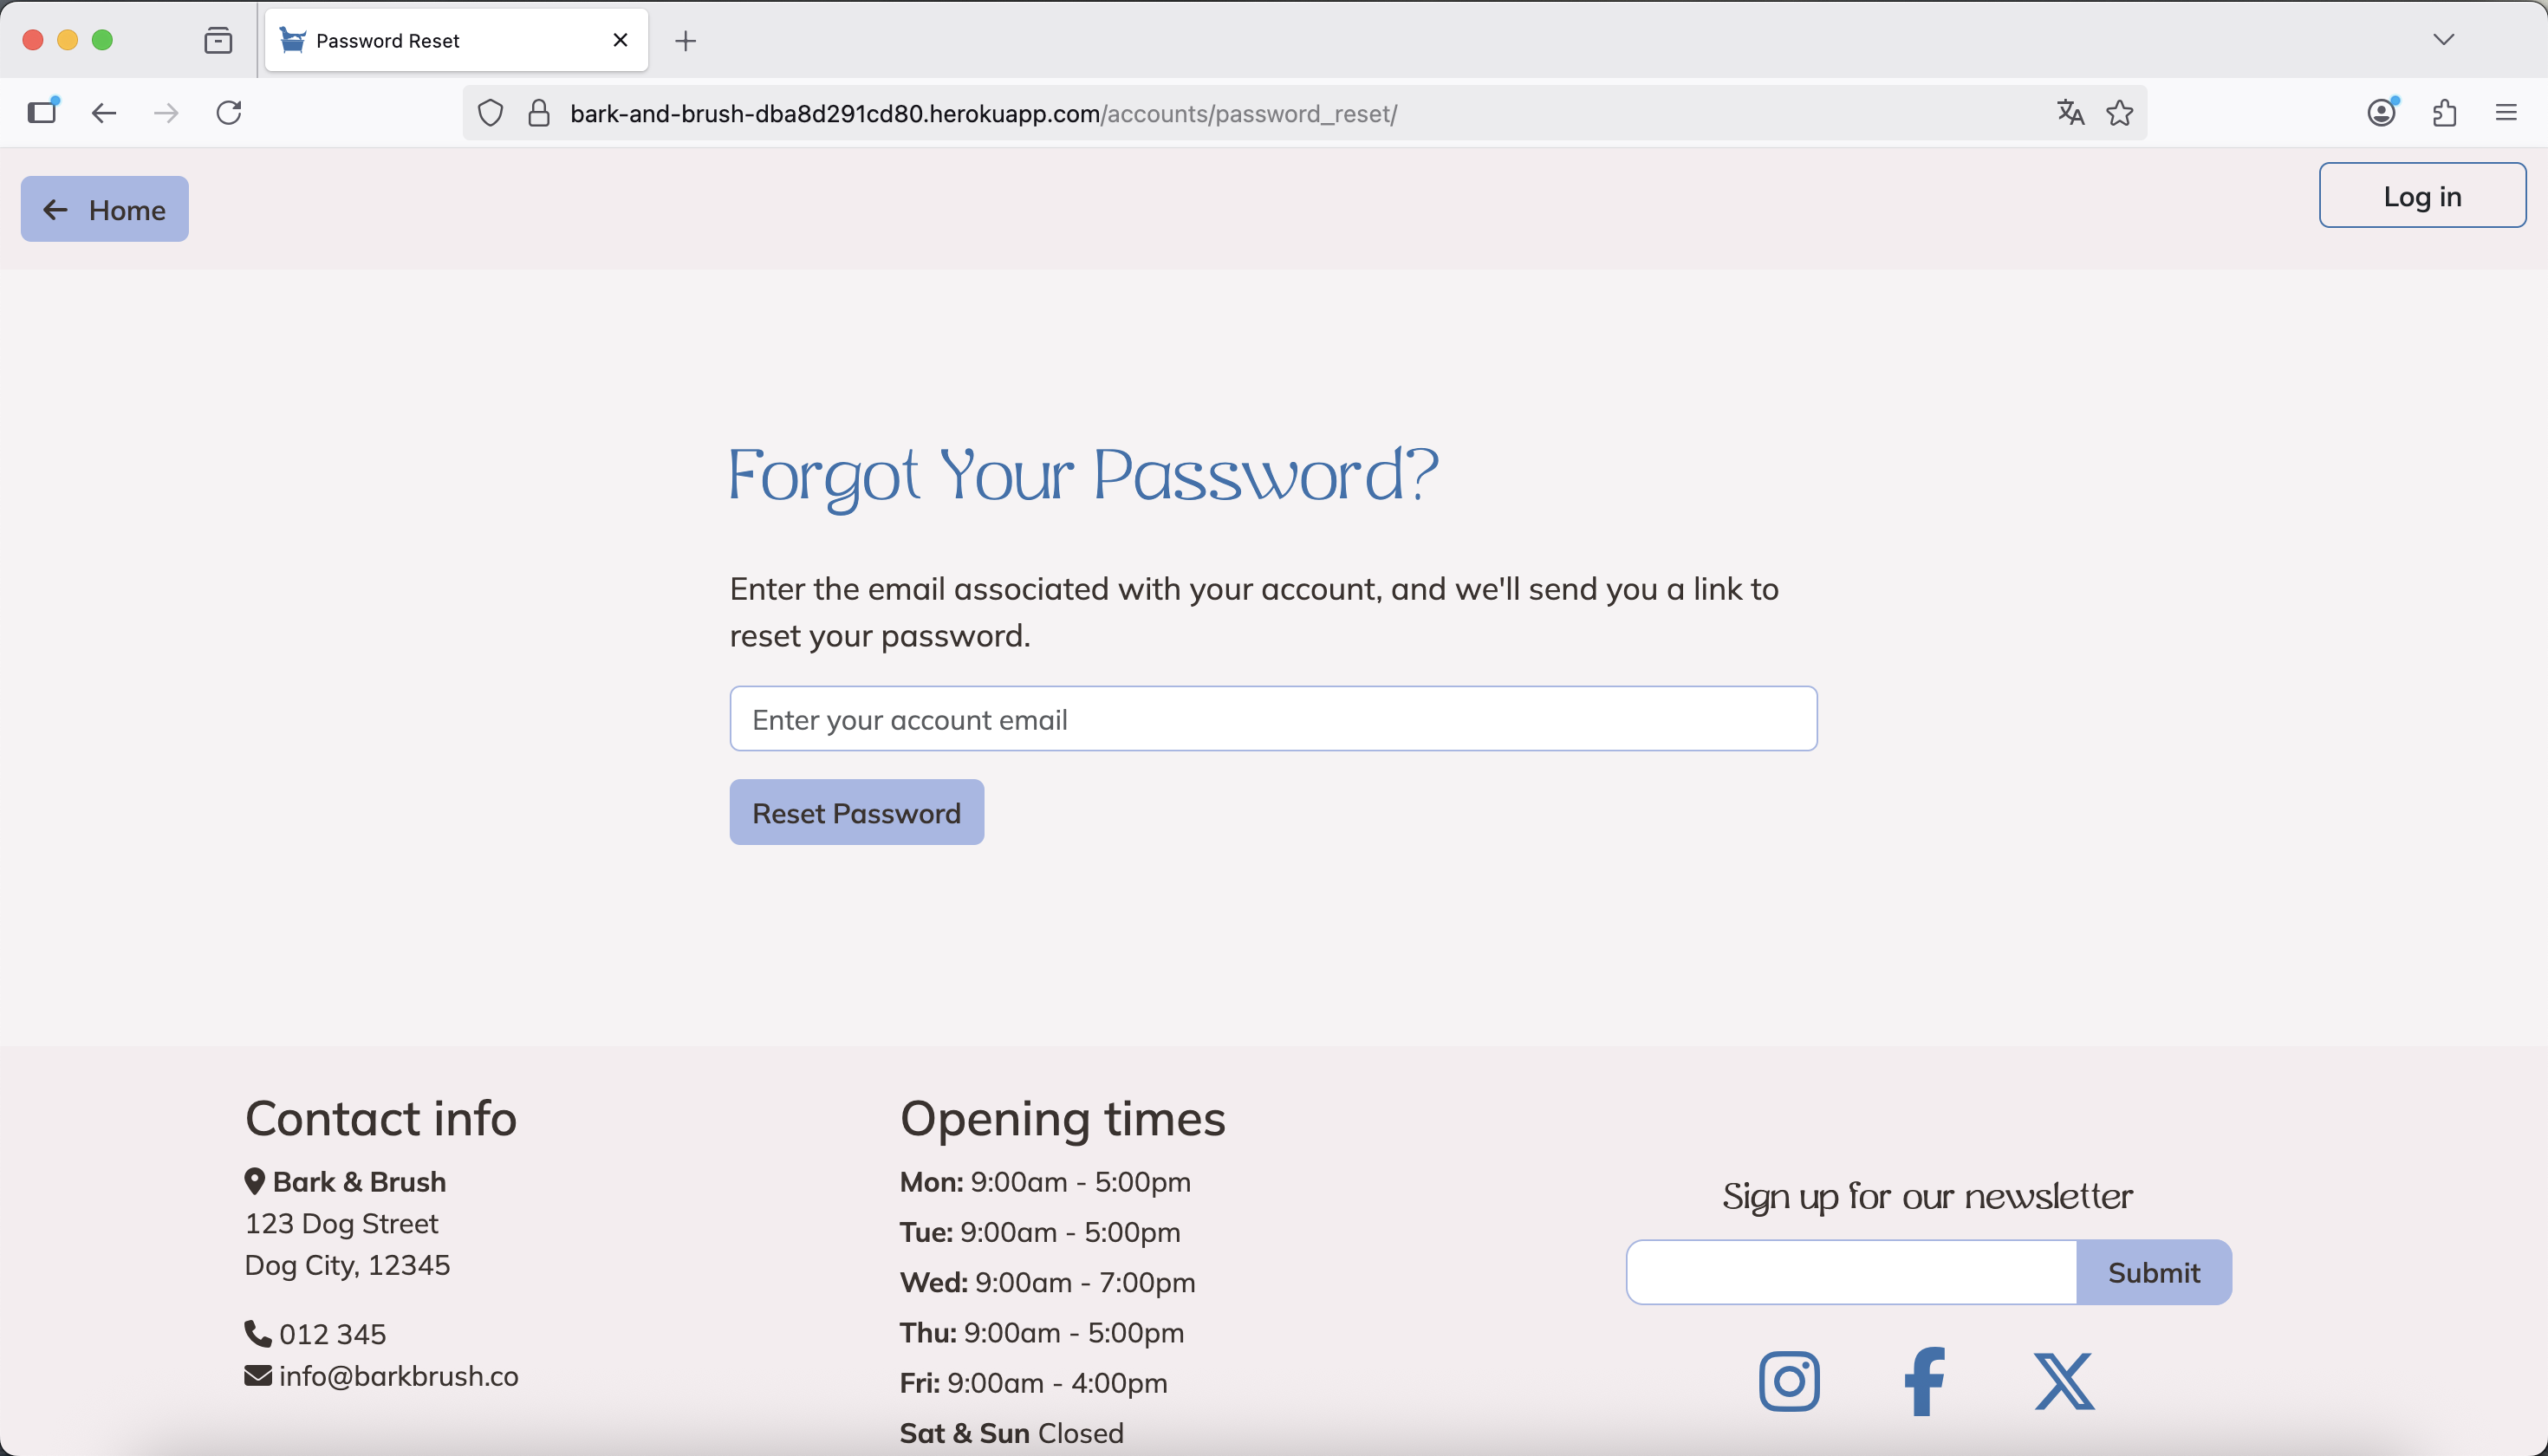 Password Reset
bark-and-brush-dba8d291cd80.herokuapp.com/accounts/password_reset/
Home
Log in
Forgot Your Password?
Enter the email associated with your account, and we'll send you a link to
reset your password.
Enter your account email
Reset Password
Contact info
Bark & Brush
123 Dog Street
Dog City, 12345
012 345
info@barkbrush.co
Opening times
Mon: 9:00am - 5:00pm
Tue: 9:00am - 5:00pm
Wed: 9:00am - 7:00pm
Thu: 9:00am - 5:00pm
Fri: 9:00am - 4:00pm
Sat & Sun Closed
Sign up for our newsletter
Submit